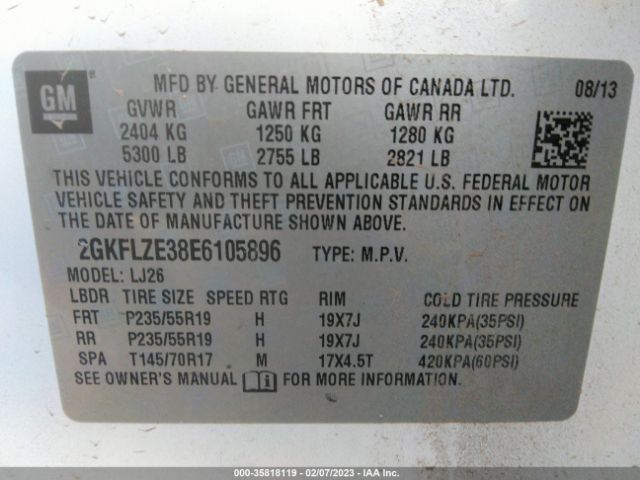 GM
MFD BY GENERAL MOTORS OF CANADA LTD. 08/13
GVWR GAWR FRT GAWR RR
2404 KG 1250 KG 1280 KG
5300 LB 2755 LB 2821 LB
THIS VEHICLE CONFORMS TO ALL APPLICABLE U.S. FEDERAL MOTOR
VEHICLE SAFETY AND THEFT PREVENTION STANDARDS IN EFFECT ON
THE DATE OF MANUFACTURE SHOWN ABOVE.
2GKFLZE38E6105896 TYPE: M.P.V.
MODEL: LJ26
LBDR TIRE SIZE SPEED RTG RIM COLD TIRE PRESSURE
FRT P235/55R19 H 19X7J 240KPA(35PSI)
RR P235/55R19 H 19X7J 240KPA(35PSI)
SPA T145/70R17 M 17X4.5T 420KPA(60PSI)
SEE OWNER'S MANUAL FOR MORE INFORMATION.
000-35818119 - 02/07/2023 - IAAI.CA